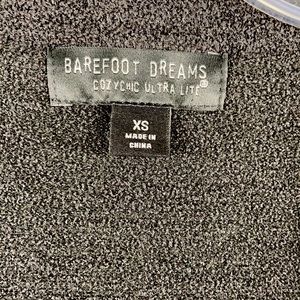 BAREFOOT DREAMS
COZYCHIC ULTRA LITE®
XS
MADE IN
CHINA